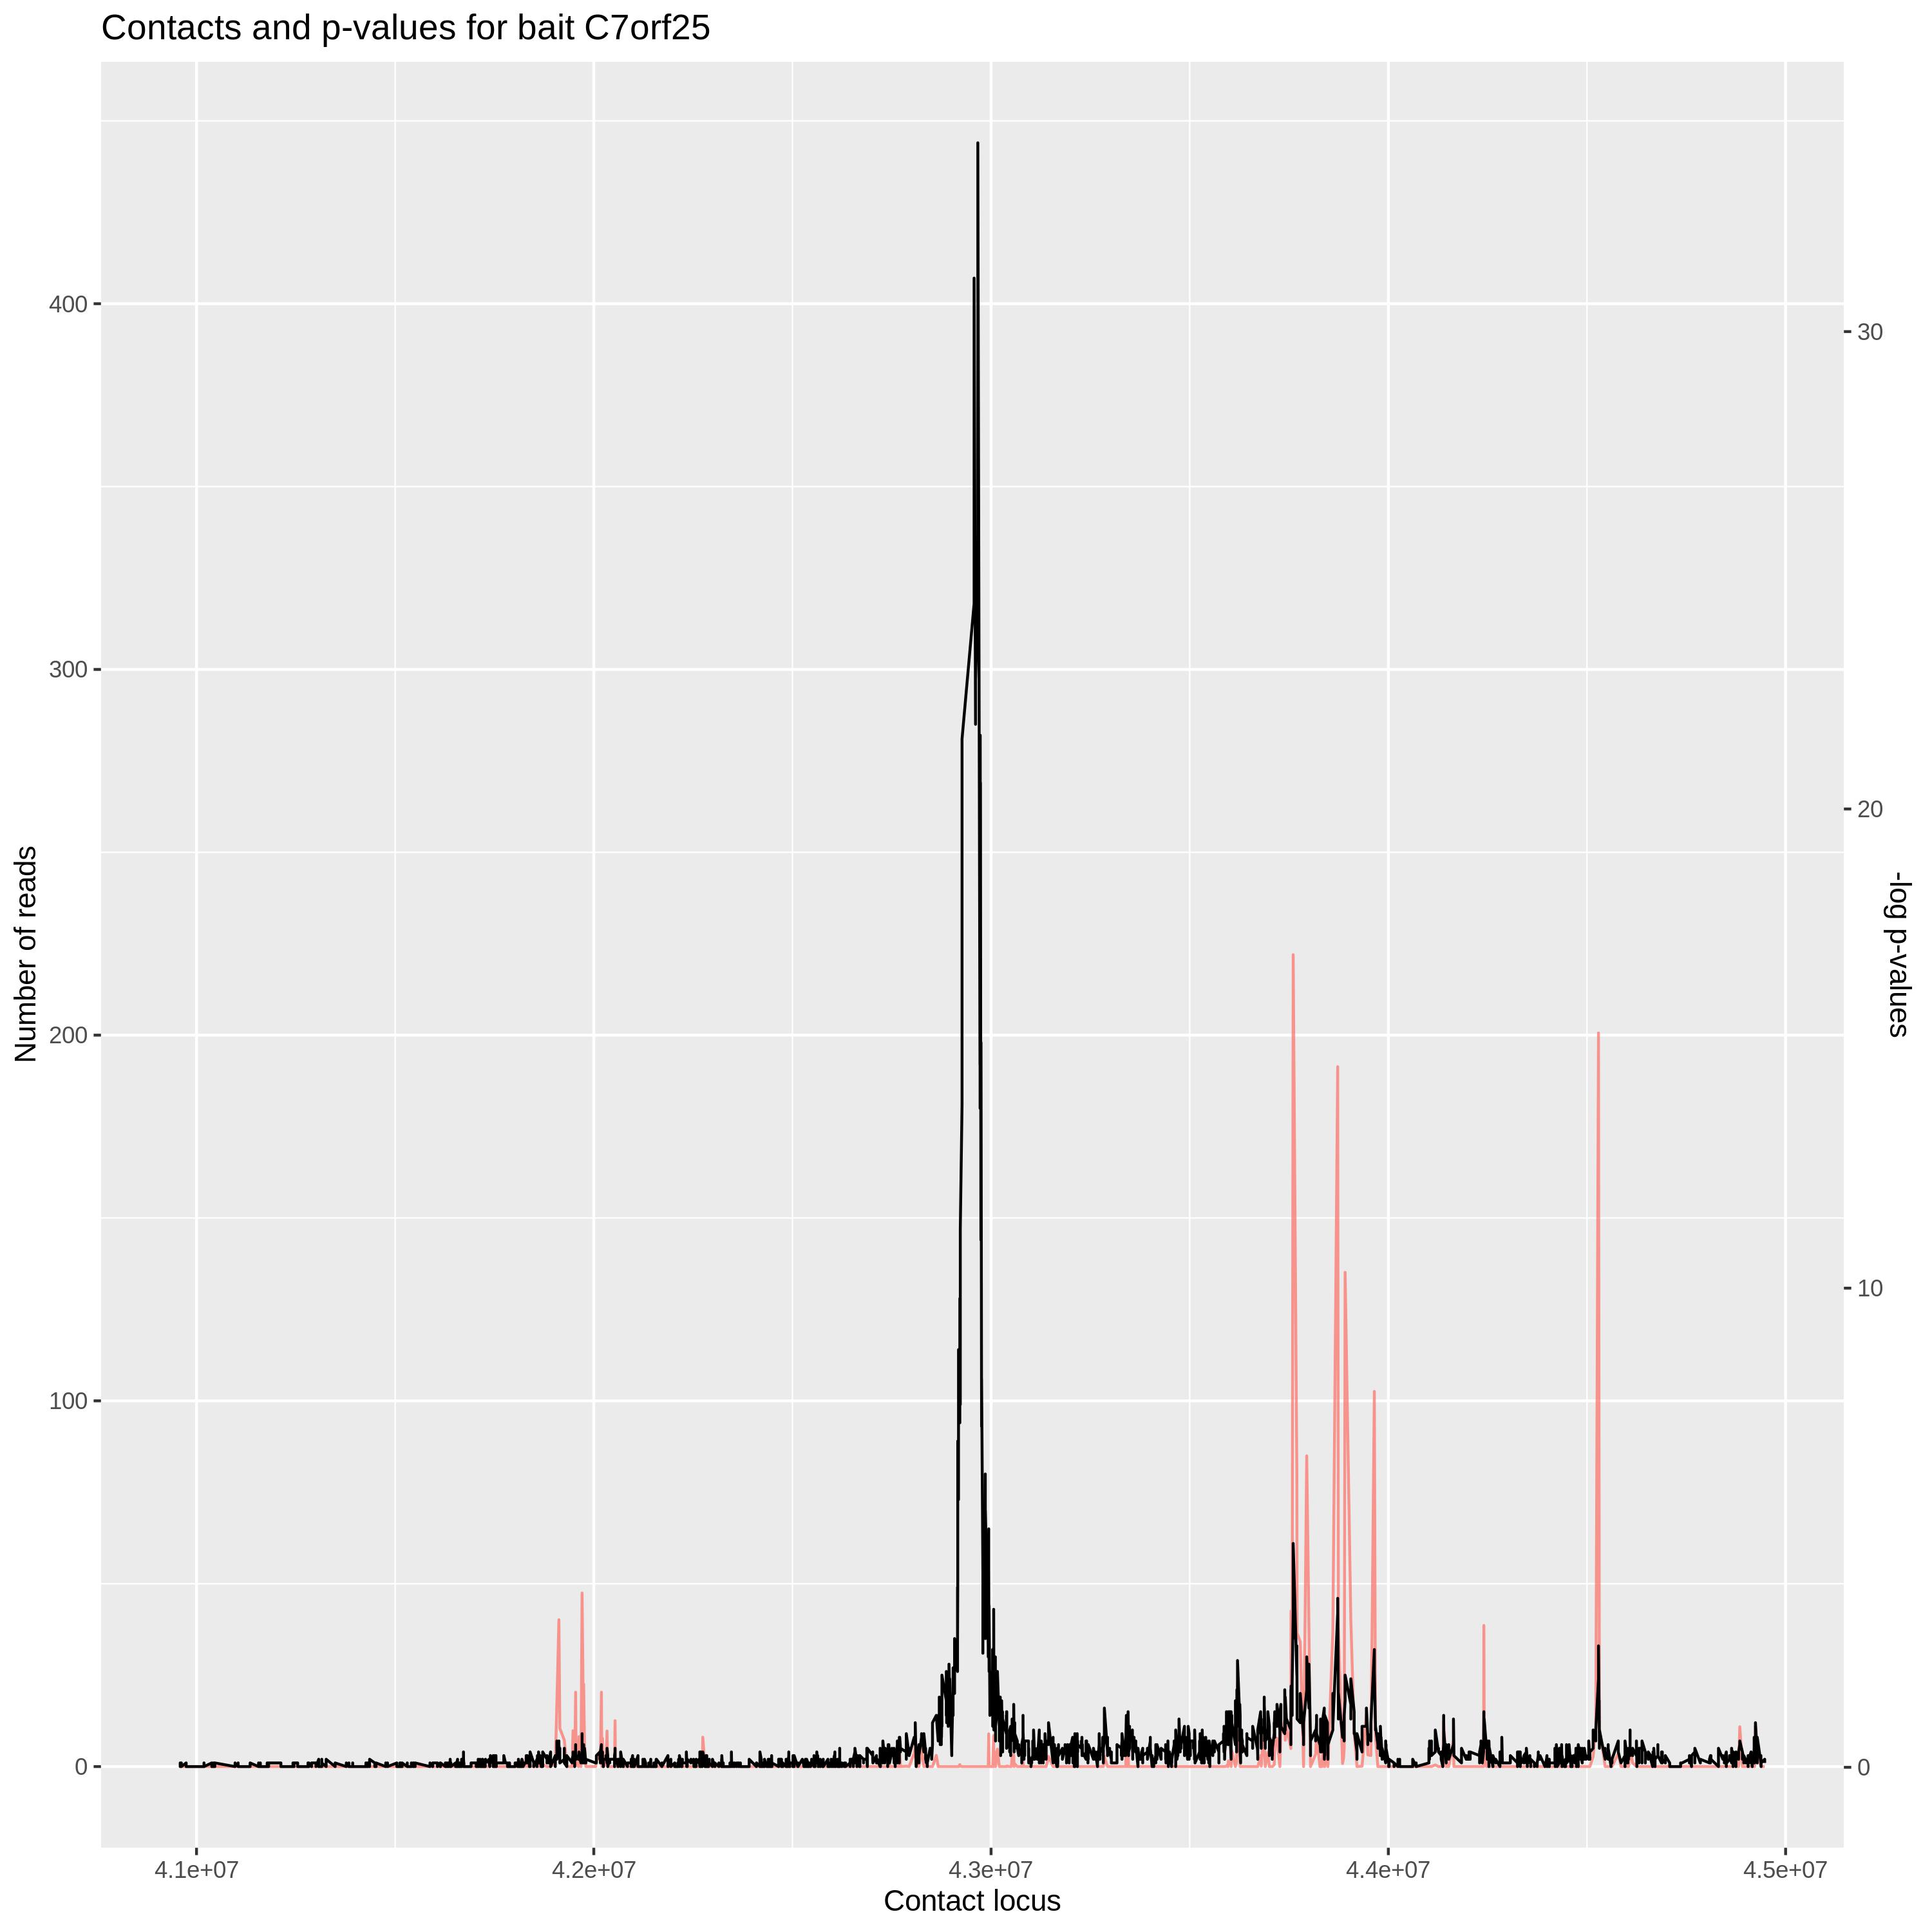 Contacts and p-values for bait C7orf25
Number of reads
400
300
200
100
0
30
20
10
0
-log p-values
4.1e+07 4.2e+07 4.3e+07 4.4e+07 4.5e+07
Contact locus